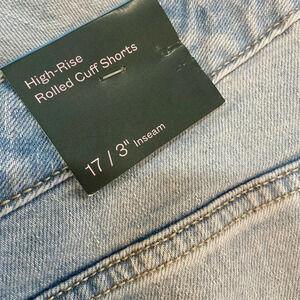 High-Rise
Rolled Cuff Shorts
17 / 3" Inseam